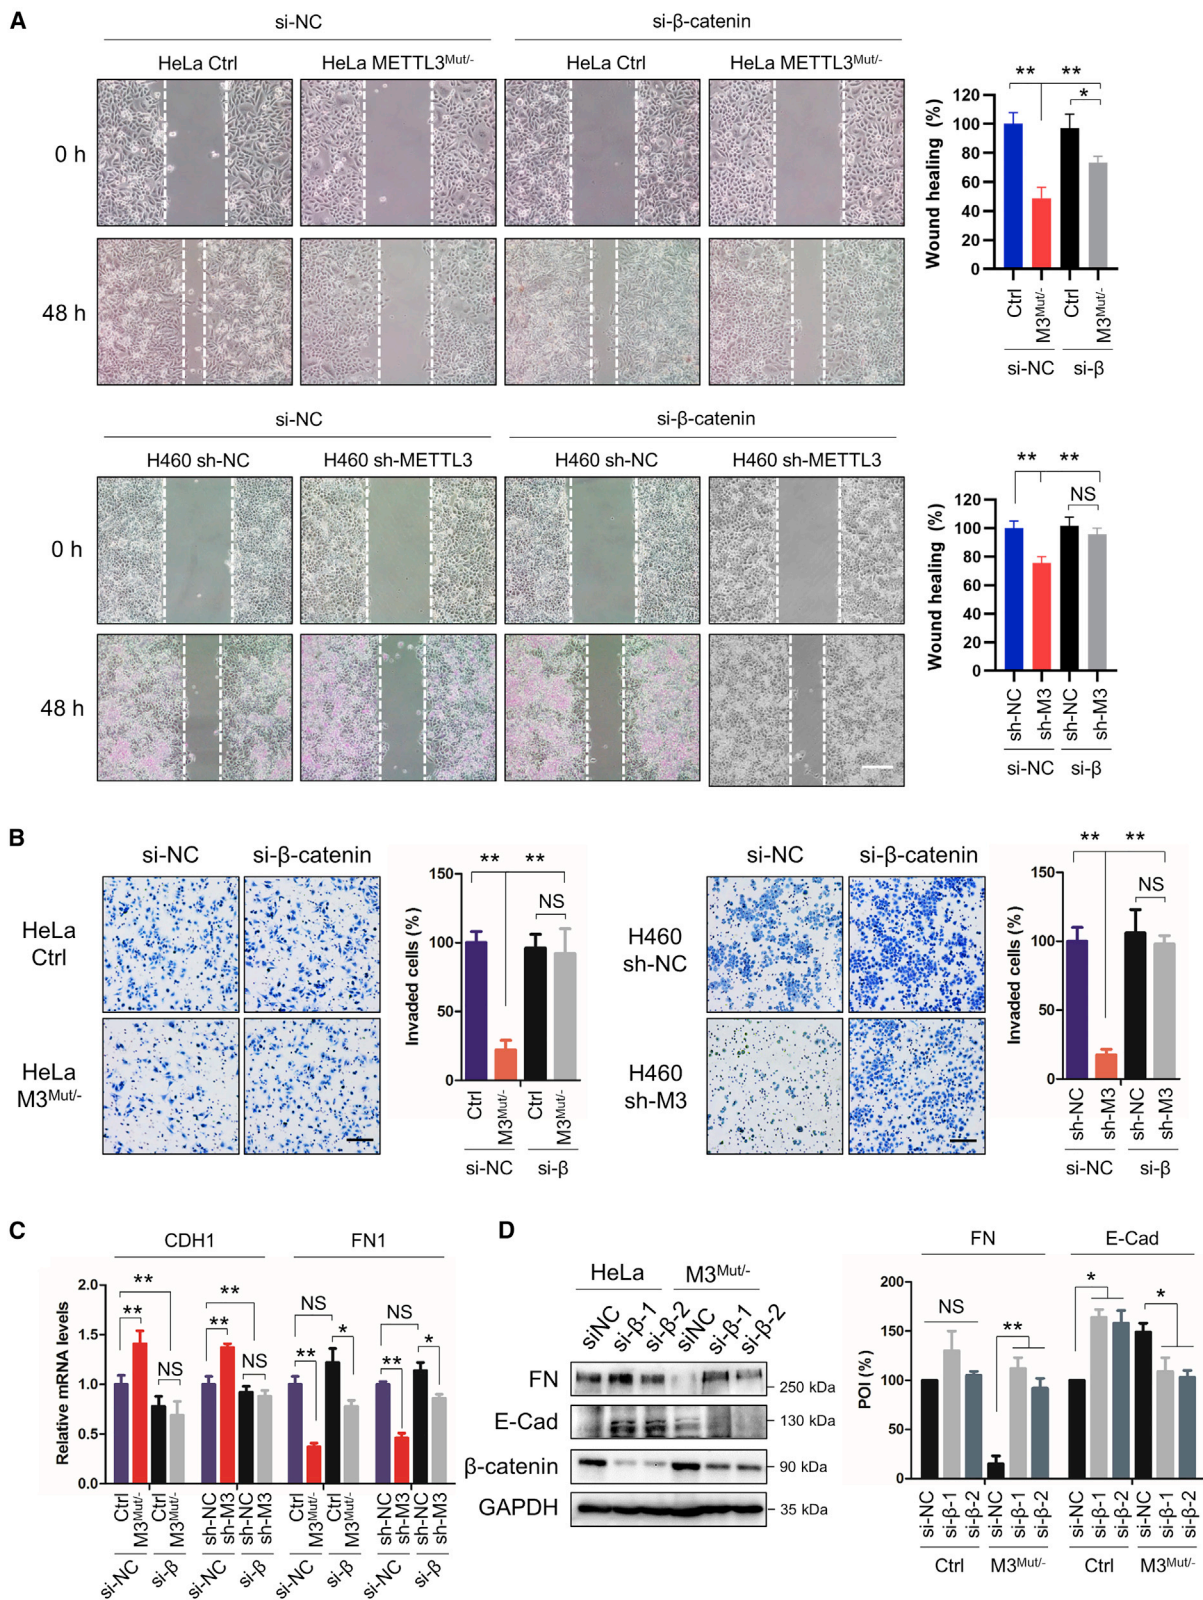 A
si-NC
si-β-catenin
HeLa Ctrl
HeLa METTL3Mut/-
HeLa Ctrl
HeLa METTL3Mut/-
0 h
48 h
** **
*
Wound healing (%)
120
100
80
60
40
20
0
Ctrl
M3Mut/-
Ctrl
M3Mut/-
si-NC
si-β
si-NC
si-β-catenin
H460 sh-NC
H460 sh-METTL3
H460 sh-NC
H460 sh-METTL3
0 h
48 h
** **
NS
Wound healing (%)
120
100
80
60
40
20
0
sh-NC
sh-M3
sh-NC
sh-M3
si-NC
si-β
B
si-NC
si-β-catenin
HeLa
Ctrl
HeLa
M3Mut/-
** **
NS
Invaded cells (%)
150
100
50
0
Ctrl
M3Mut/-
Ctrl
M3Mut/-
si-NC
si-β
si-NC
si-β-catenin
H460
sh-NC
H460
sh-M3
** **
NS
Invaded cells (%)
150
100
50
0
sh-NC
sh-M3
sh-NC
sh-M3
si-NC
si-β
C
CDH1
FN1
Relative mRNA levels
2.0
1.5
1.0
0.5
0.0
**
**
NS
**
**
NS
NS
**
*
NS
**
*
Ctrl
M3Mut/-
Ctrl
M3Mut/-
sh-NC
sh-M3
sh-NC
sh-M3
Ctrl
M3Mut/-
Ctrl
M3Mut/-
sh-NC
sh-M3
sh-NC
sh-M3
si-NC
si-β
si-NC
si-β
si-NC
si-β
si-NC
si-β
D
HeLa
M3Mut/-
siNC
si-β-1
si-β-2
siNC
si-β-1
si-β-2
FN
250 kDa
E-Cad
130 kDa
β-catenin
90 kDa
GAPDH
35 kDa
FN
E-Cad
POI (%)
200
150
100
50
0
NS
**
*
*
si-NC
si-β-1
si-β-2
si-NC
si-β-1
si-β-2
si-NC
si-β-1
si-β-2
si-NC
si-β-1
si-β-2
Ctrl
M3Mut/-
Ctrl
M3Mut/-